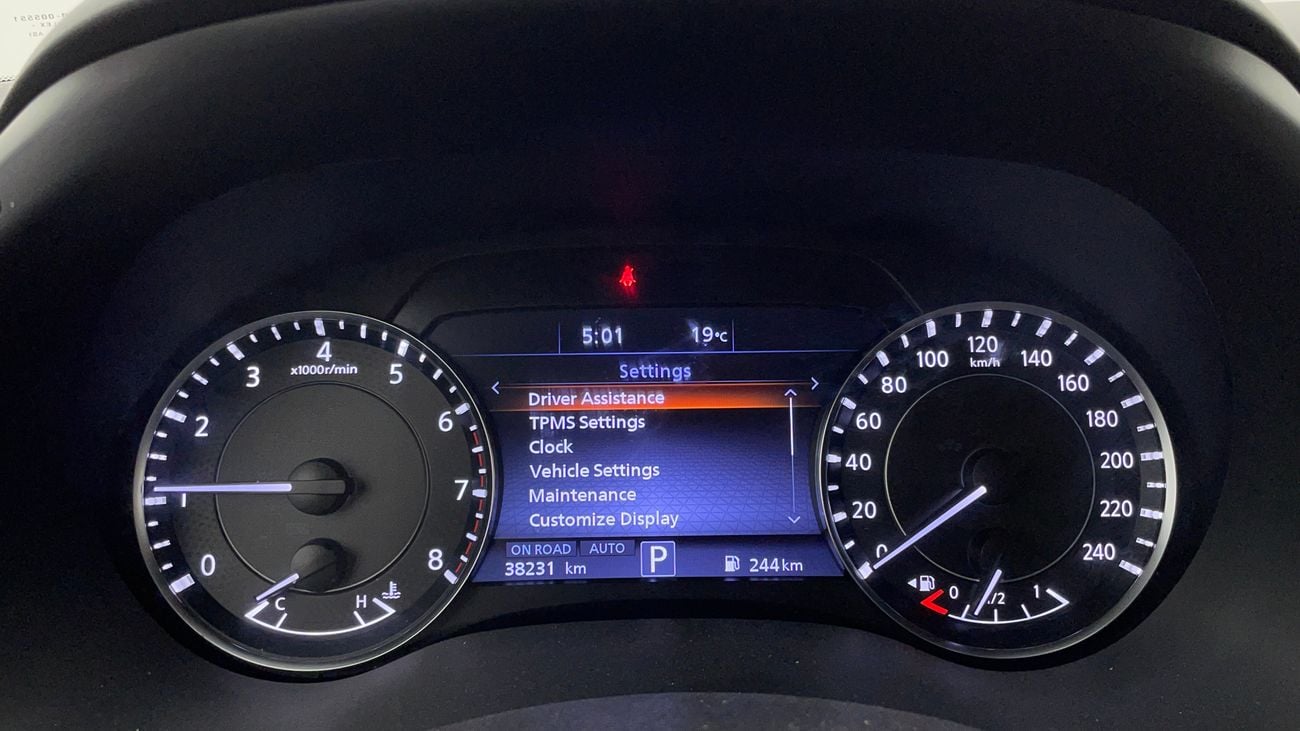 5:01 19°C
Settings
Driver Assistance
TPMS Settings
Clock
Vehicle Settings
Maintenance
Customize Display
ON ROAD AUTO
38231 km P 244km
0 1 2 3 4 5 6 7 8
x1000r/min
C H
0 20 40 60 80 100 120 140 160 180 200 220 240
km/h
0 1/2 1